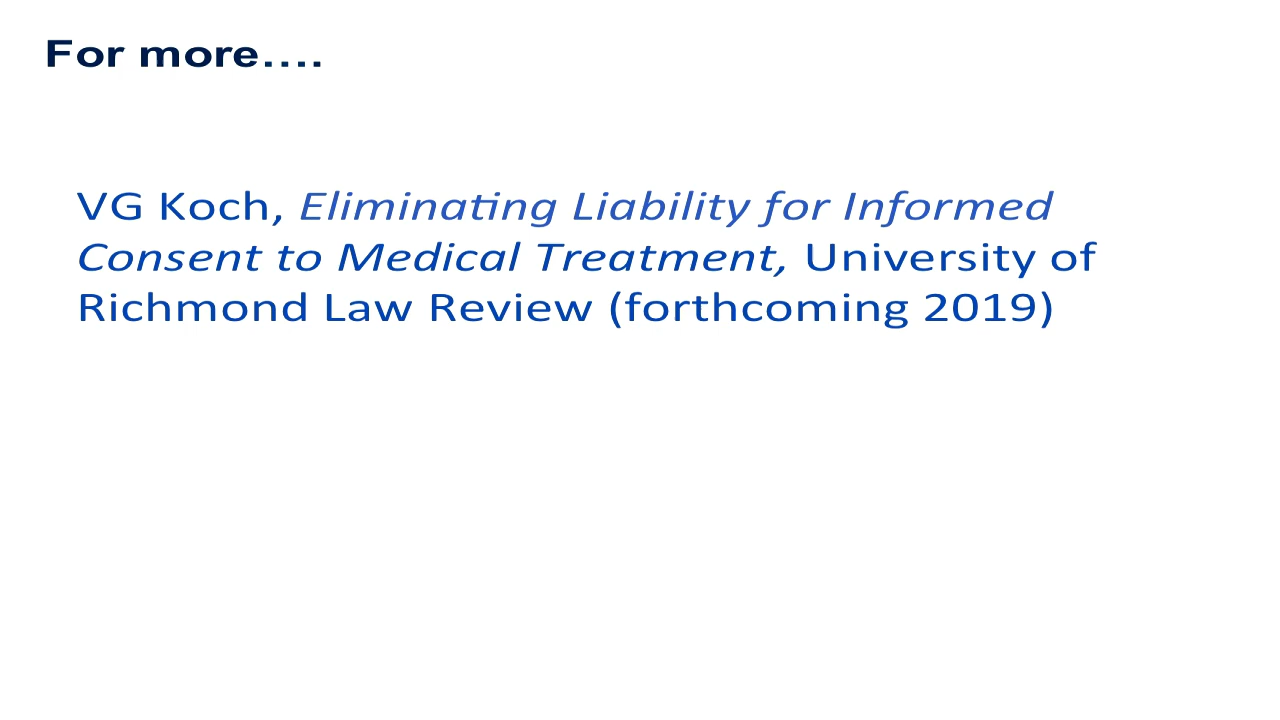 For more….
VG Koch, Eliminating Liability for Informed
Consent to Medical Treatment, University of
Richmond Law Review (forthcoming 2019)